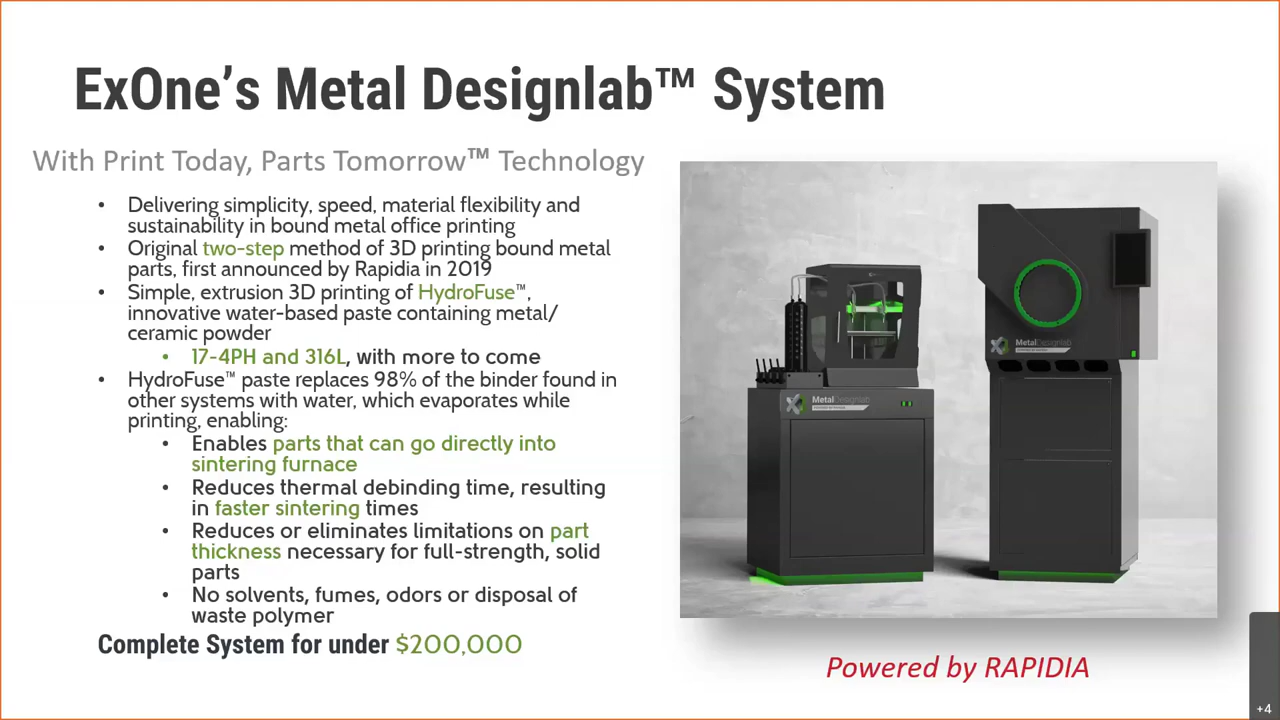 ExOne’s Metal Designlab™ System
With Print Today, Parts Tomorrow™ Technology
• Delivering simplicity, speed, material flexibility and
sustainability in bound metal office printing
• Original two-step method of 3D printing bound metal
parts, first announced by Rapidia in 2019
• Simple, extrusion 3D printing of HydroFuse™,
innovative water-based paste containing metal/
ceramic powder
• 17-4PH and 316L, with more to come
• HydroFuse™ paste replaces 98% of the binder found in
other systems with water, which evaporates while
printing, enabling:
• Enables parts that can go directly into
sintering furnace
• Reduces thermal debinding time, resulting
in faster sintering times
• Reduces or eliminates limitations on part
thickness necessary for full-strength, solid
parts
• No solvents, fumes, odors or disposal of
waste polymer
Complete System for under $200,000
MetalDesignlab
MetalDesignlab
Powered by RAPIDIA
+4